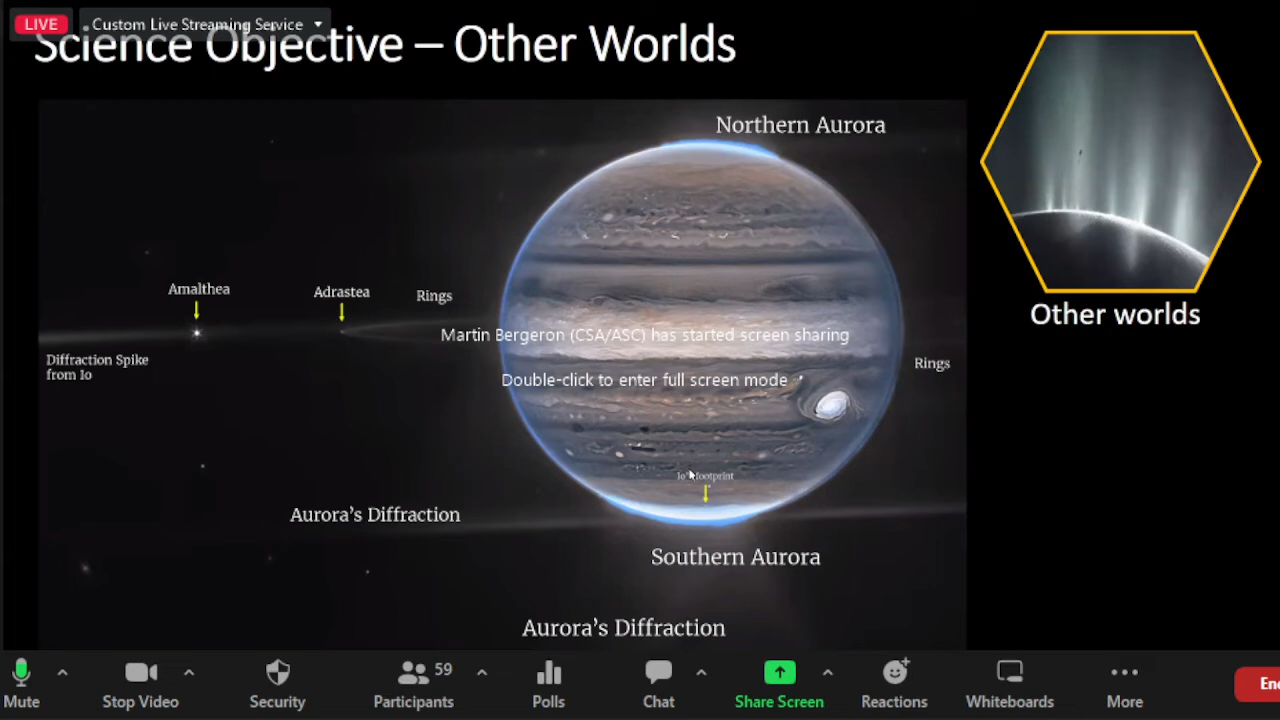 LIVE
Custom Live Streaming Service
Science Objective – Other Worlds
Northern Aurora
Amalthea
Adrastea
Rings
Other worlds
Martin Bergeron (CSA/ASC) has started screen sharing
Diffraction Spike
from Io
Rings
Double-click to enter full screen mode
Io's footprint
Aurora's Diffraction
Southern Aurora
Aurora's Diffraction
59
Mute
Stop Video
Security
Participants
Polls
Chat
Share Screen
Reactions
Whiteboards
More